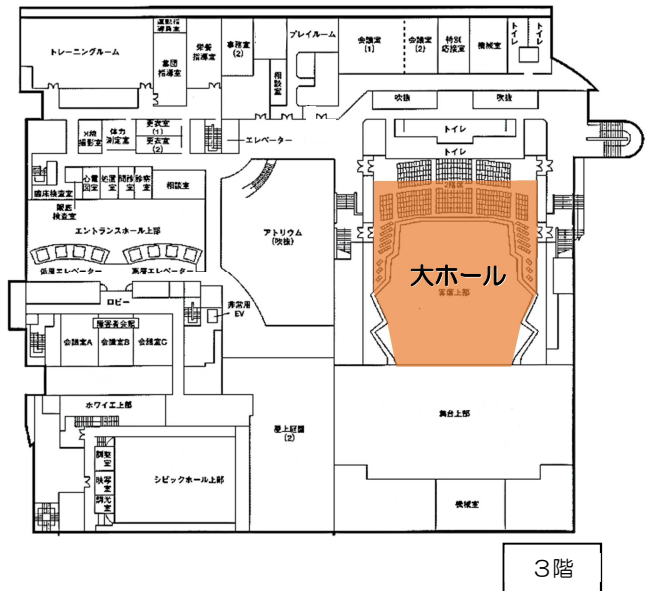 運動指
導員室
トレーニングルーム
集団
指導室
栄養
指導室
事務室
(2)
プレイルーム
相
談
室
会議室
(1)
会議室
(2)
特別
応接室
機械室
トイレ
トイレ
吹抜
吹抜
トイレ
トイレ
X線
撮影室
体力
測定室
更衣室
(1)
更衣室
(2)
エレベーター
臨床検査室
心電
図室
処置
室
問診
室
診察
室
相談室
眼底
検査室
エントランスホール上部
低層エレベーター
高層エレベーター
アトリウム
(吹抜)
2階席
大ホール
客席上部
ロビー
非常用
EV
障害者会館
会議室A
会議室B
会議室C
ホワイエ上部
屋上庭園
(2)
舞台上部
調整
室
映写
室
調光
室
シビックホール上部
機械室
3階